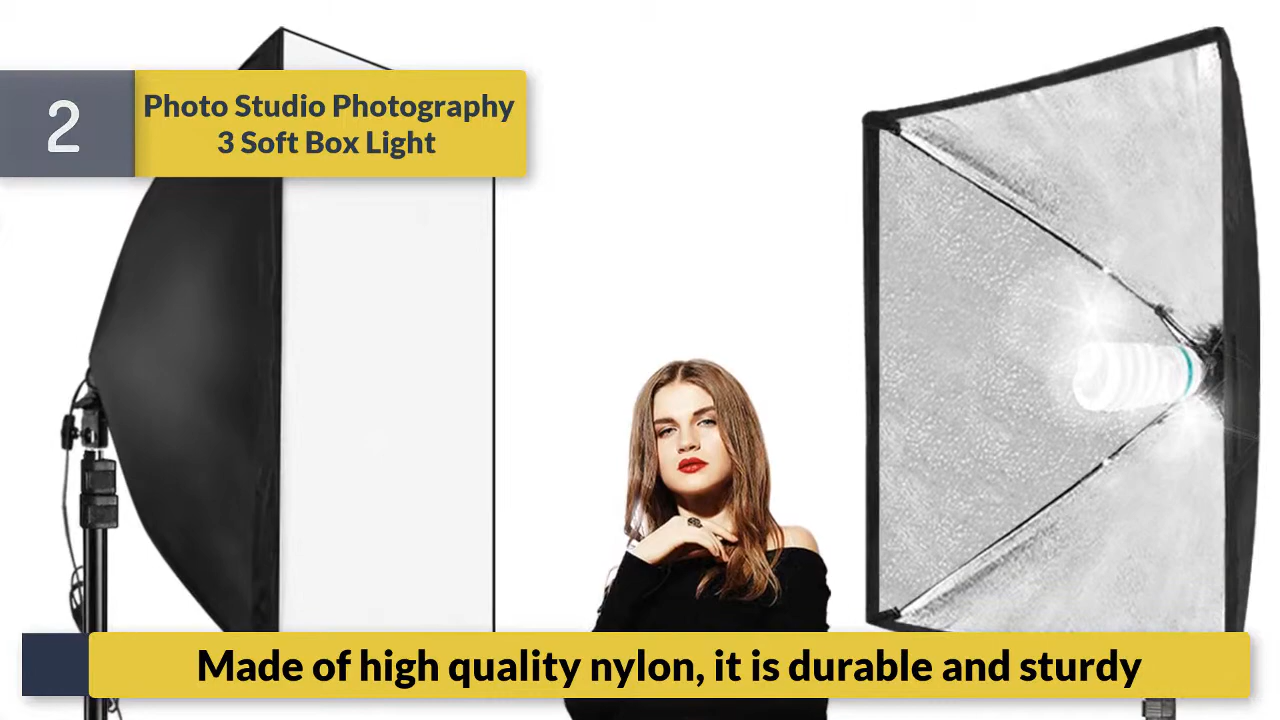 2
Photo Studio Photography
3 Soft Box Light
Made of high quality nylon, it is durable and sturdy